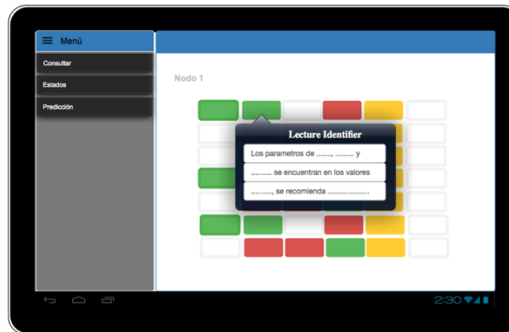 Menú
Consultar
Estados
Predicción
Nodo 1
Lecture Identifier
Los parametros de ......., ......... y
.......... se encuentran en los valores
.........., se recomienda ...................
2:30